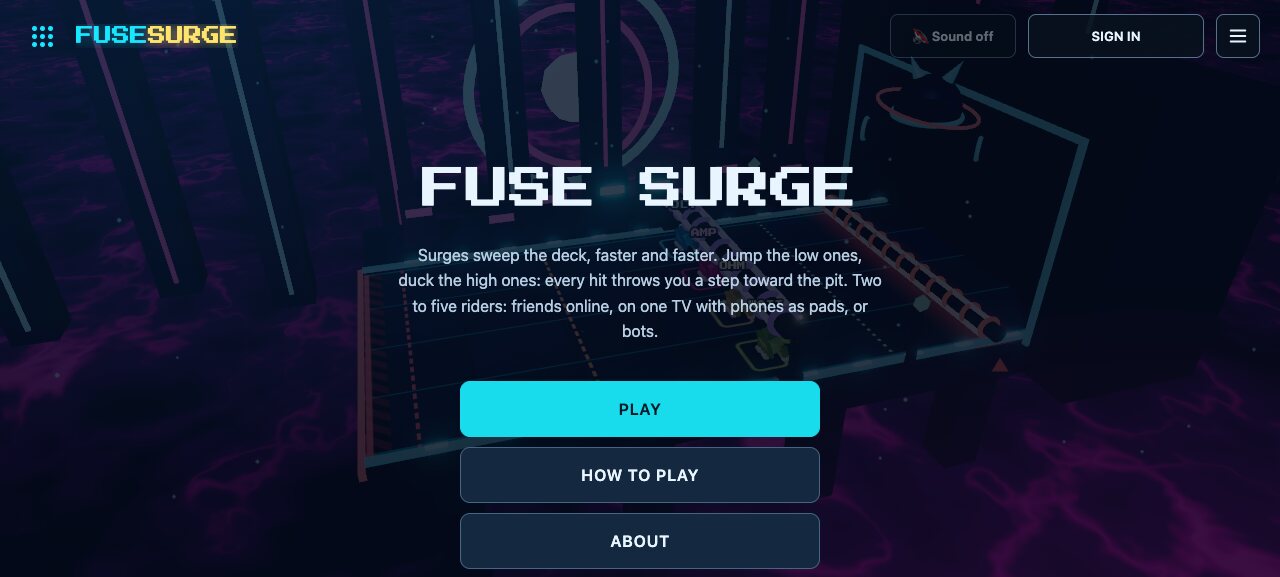 FUSESURGE
Sound off
SIGN IN
FUSE SURGE
AMP
OHM
Surges sweep the deck, faster and faster. Jump the low ones,
duck the high ones: every hit throws you a step toward the pit. Two
to five riders: friends online, on one TV with phones as pads, or
bots.
PLAY
HOW TO PLAY
ABOUT